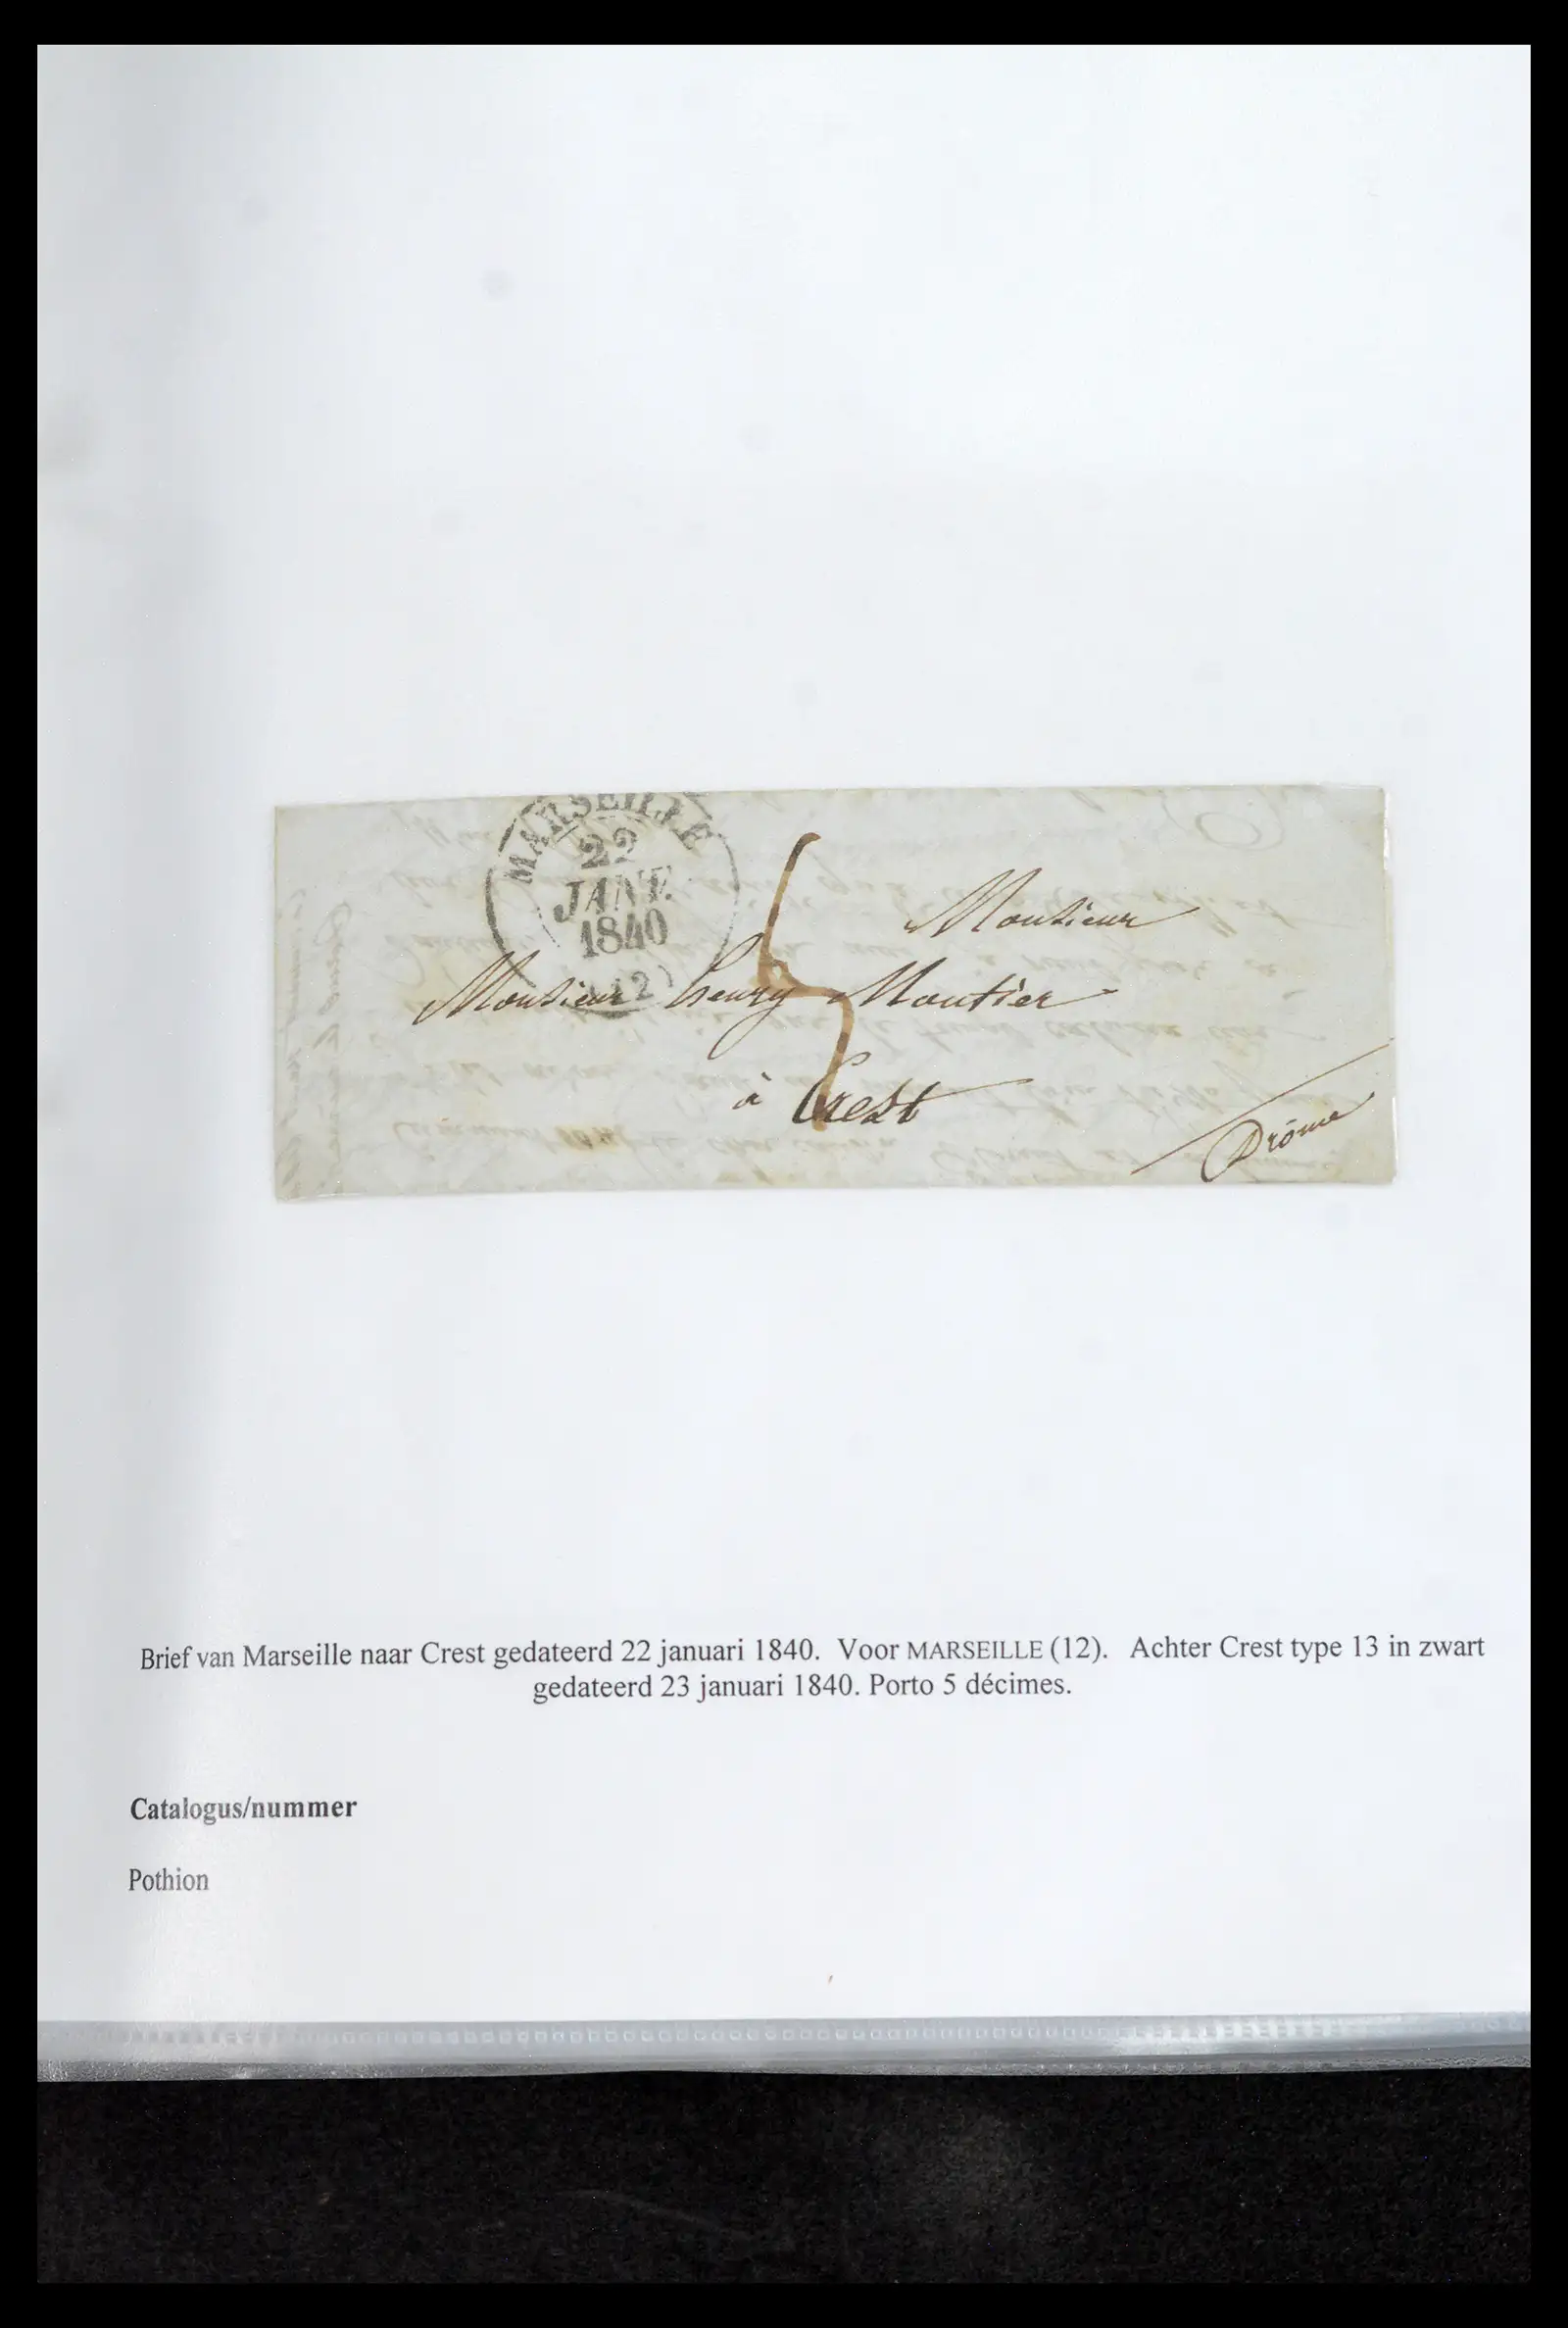 MARSEILLE
22
JANV.
1840
(12)
Monsieur
Monsieur henry Moutier
à Crest
Drôme
Brief van Marseille naar Crest gedateerd 22 januari 1840. Voor MARSEILLE (12). Achter Crest type 13 in zwart
gedateerd 23 januari 1840. Porto 5 décimes.
Catalogus/nummer
Pothion